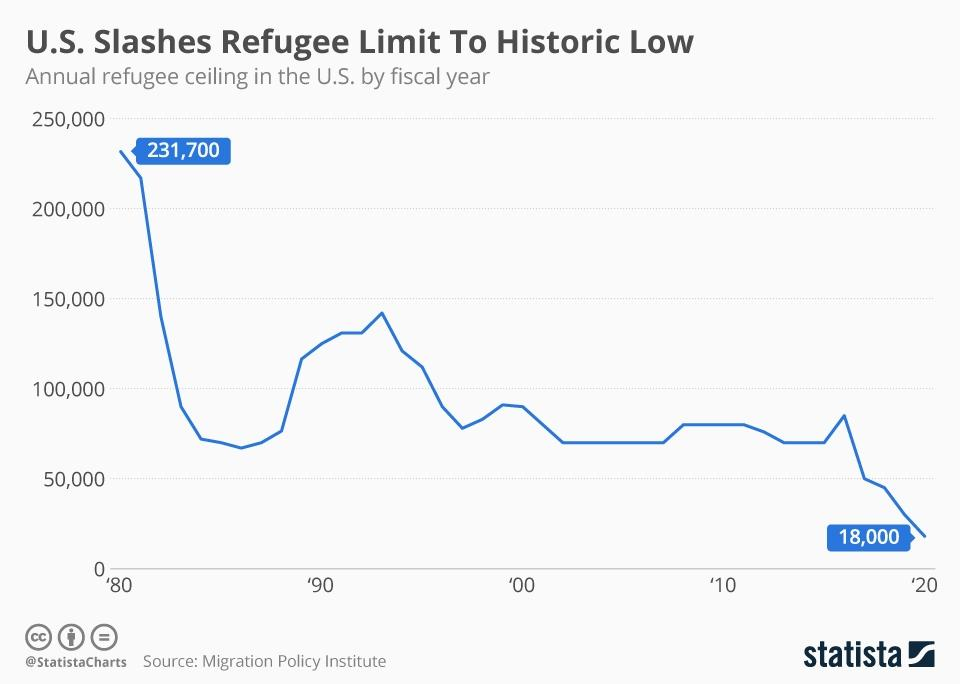 U.S. Slashes Refugee Limit To Historic Low
Annual refugee ceiling in the U.S. by fiscal year
250,000
231,700
200,000
150,000
100,000
50,000
18,000
0
‘80 ‘90 ‘00 ‘10 ‘20
cc
@StatistaCharts Source: Migration Policy Institute
statista